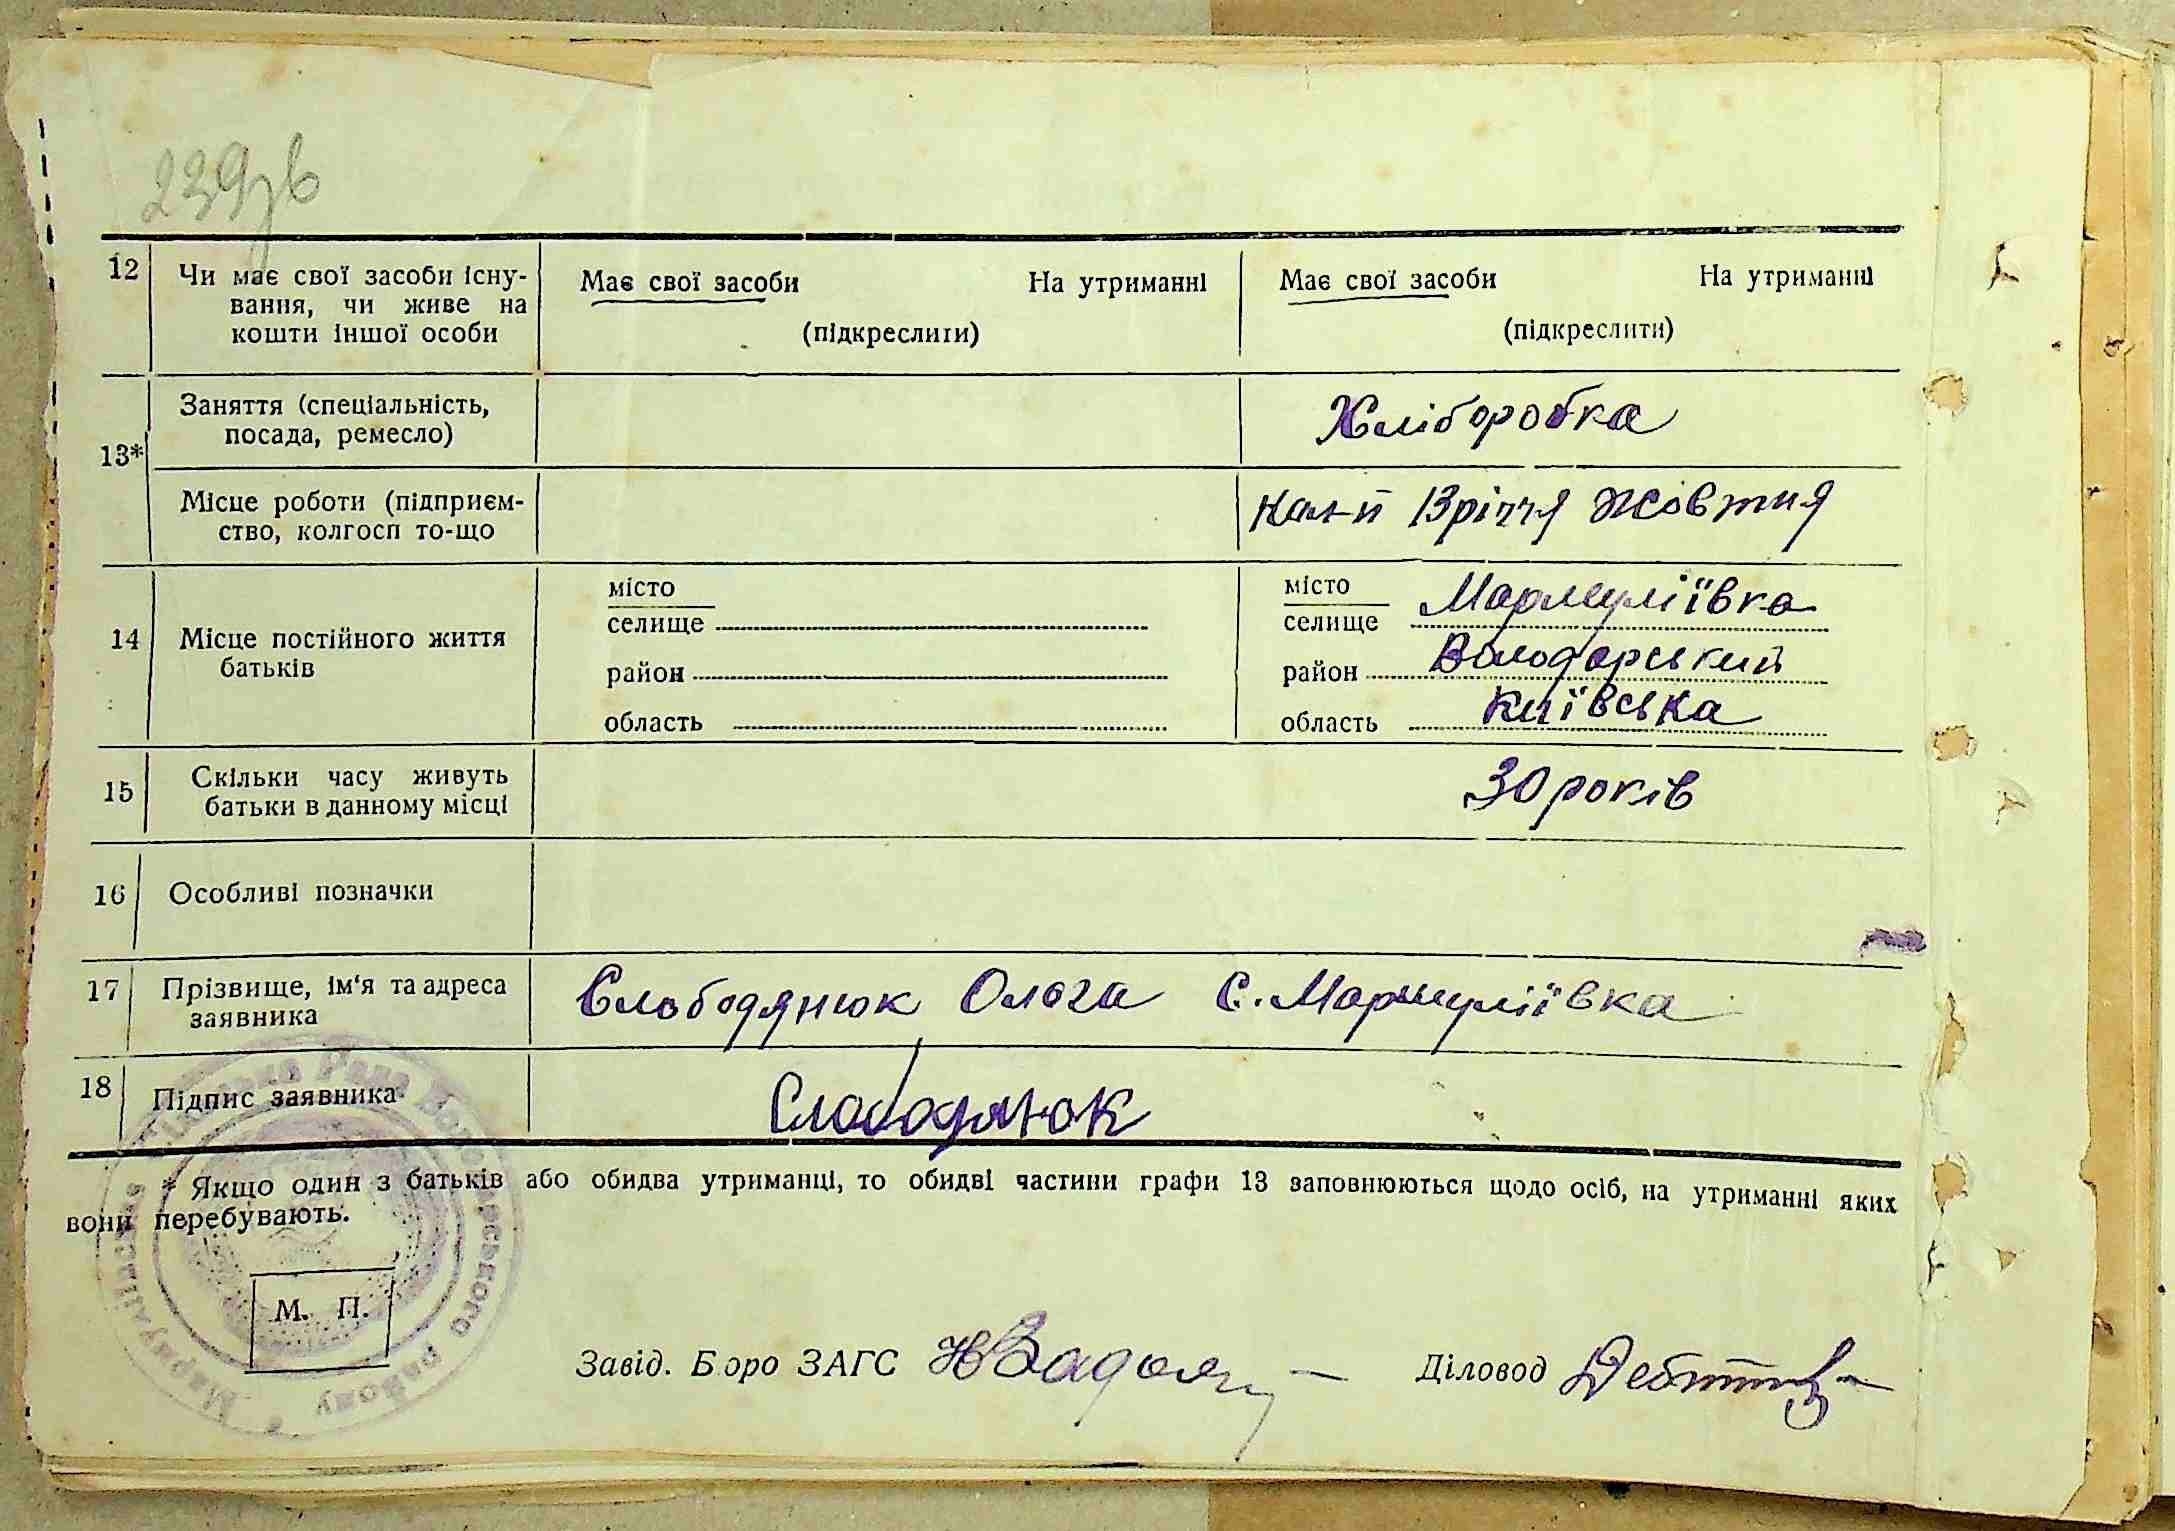 239зв
12
Чи має свої засоби існу-
вання, чи живе на
кошти іншої особи
Має свої засоби На утриманні
(підкреслити)
Має свої засоби На утриманні
(підкреслити)
13*
Заняття (спеціальність,
посада, ремесло)
Хліборобка
Місце роботи (підприєм-
ство, колгосп то-що
13річчя Жовтня
14
Місце постійного життя
батьків
місто
селище
район
область
місто
селище Мармуліївка
район Володарський
область Київська
15
Скільки часу живуть
батьки в данному місці
30 років
16
Особливі позначки
17
Прізвище, ім'я та адреса
заявника
Слободянюк Ольга С. Мармуліївка
18
Підпис заявника
Слободянюк
* Якщо один з батьків або обидва утриманці, то обидві частини графи 13 заповнюються щодо осіб, на утриманні яких
вони перебувають.
М. П.
Завід. Бюро ЗАГС
Діловод